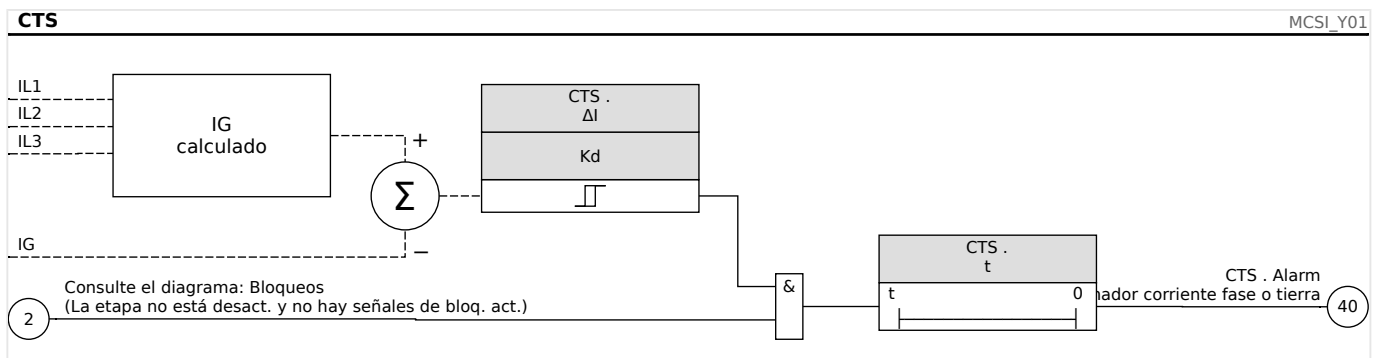 CTS
MCSI_Y01
IL1
IL2
IL3
IG
calculado
+
Σ
−
CTS .
ΔI
Kd
IG
Consulte el diagrama: Bloqueos
(La etapa no está desact. y no hay señales de bloq. act.)
2
&
CTS .
t
t
0
CTS . Alarm
corriente fase o tierra
40